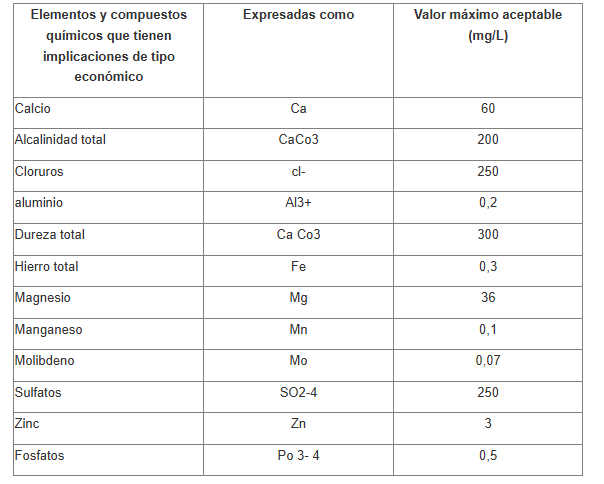 Elementos y compuestos químicos que tienen implicaciones de tipo económico Expresadas como Valor máximo aceptable (mg/L)
Calcio Ca 60
Alcalinidad total CaCo3 200
Cloruros cl- 250
aluminio Al3+ 0,2
Dureza total Ca Co3 300
Hierro total Fe 0,3
Magnesio Mg 36
Manganeso Mn 0,1
Molibdeno Mo 0,07
Sulfatos SO2-4 250
Zinc Zn 3
Fosfatos Po 3- 4 0,5